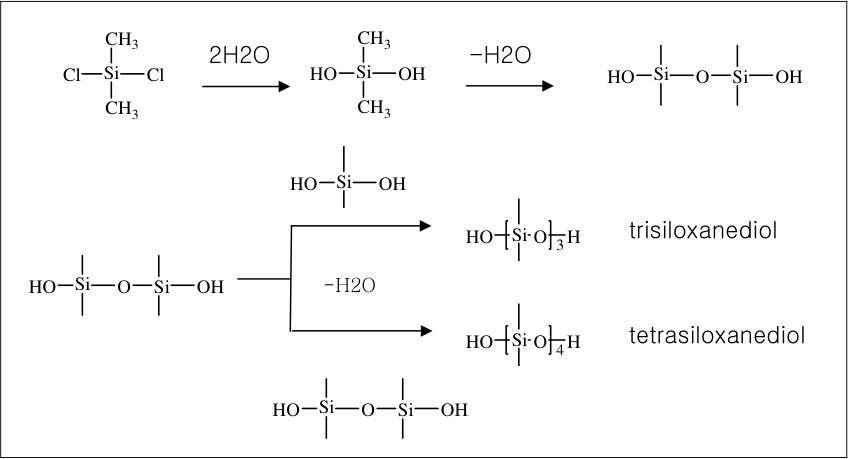 CH3 2H2O CH3 -H2O
Cl-Si-Cl HO-Si-OH HO-Si-O-Si-OH
CH3 CH3
HO-Si-OH
HO-[Si-O]3-H trisiloxanediol
HO-Si-O-Si-OH -H2O
HO-[Si-O]4-H tetrasiloxanediol
HO-Si-O-Si-OH